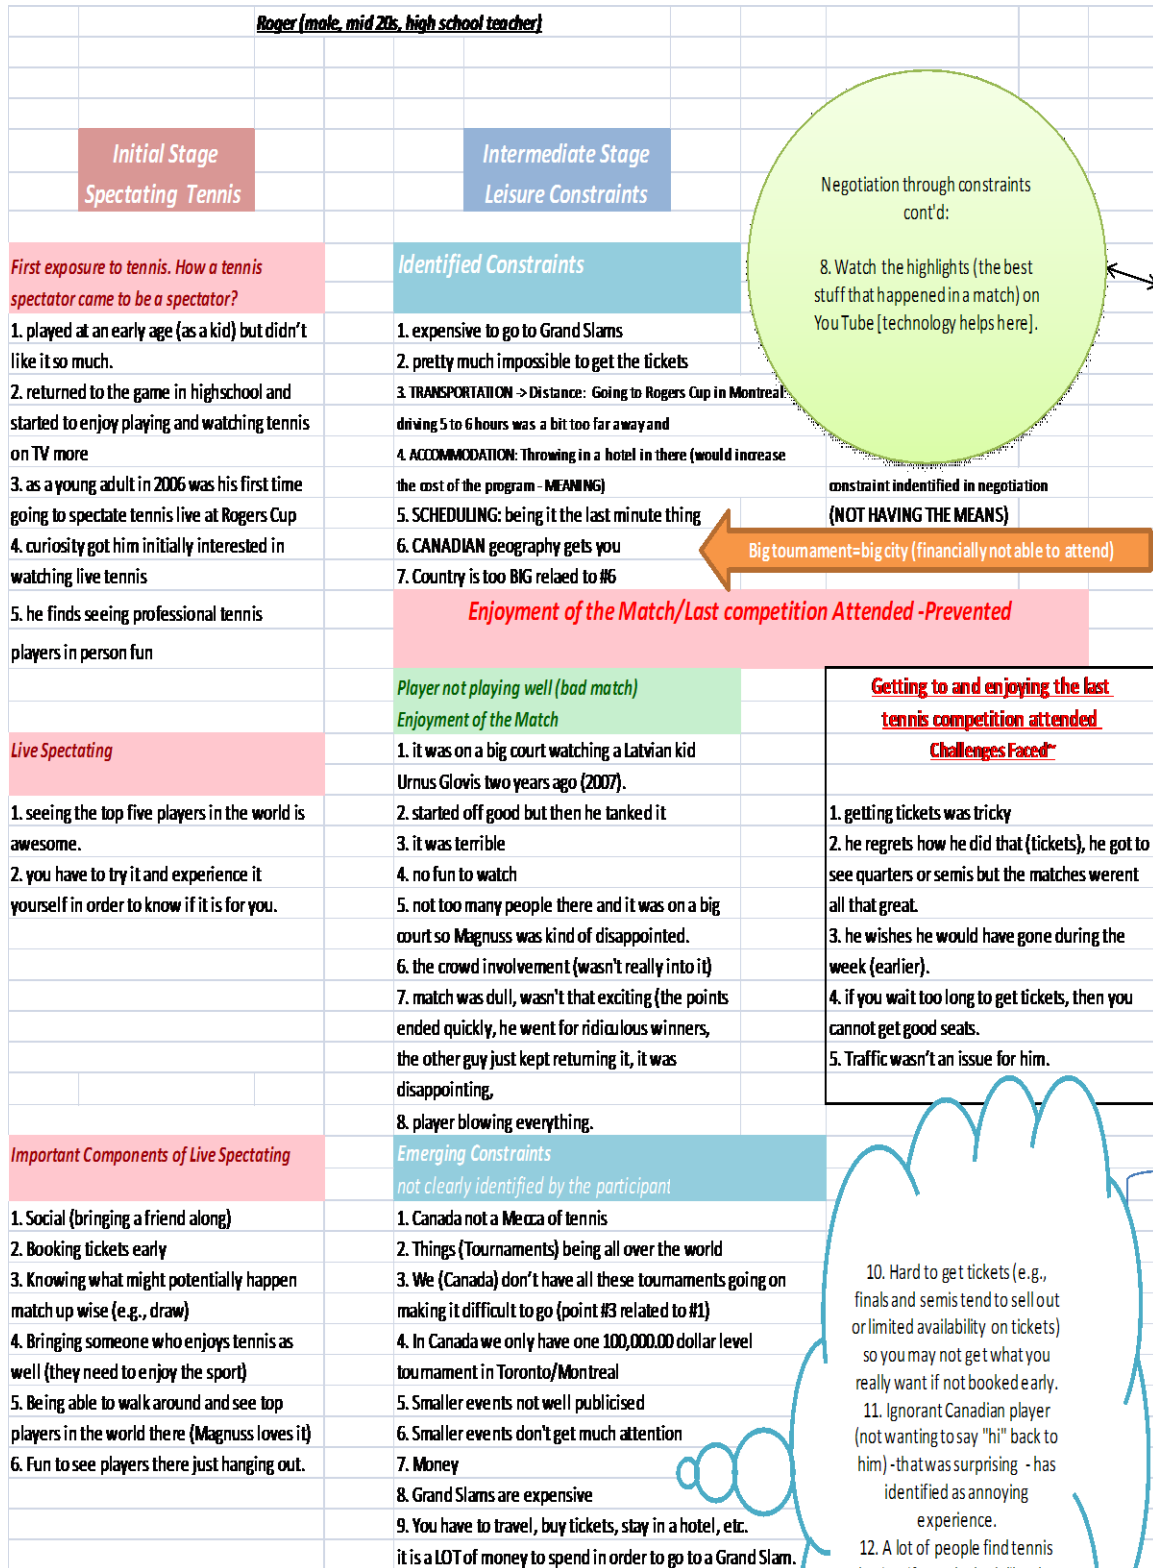 Roger (male, mid 20s, high school teacher)
Initial Stage
Spectating Tennis
First exposure to tennis. How a tennis
spectator came to be a spectator?
1. played at an early age (as a kid) but didn't
like it so much.
2. returned to the game in highschool and
started to enjoy playing and watching tennis
on TV more
3. as a young adult in 2006 was his first time
going to spectate tennis live at Rogers Cup
4. curiosity got him initially interested in
watching live tennis
5. he finds seeing professional tennis
players in person fun
Live Spectating
1. seeing the top five players in the world is
awesome.
2. you have to try it and experience it
yourself in order to know if it is for you.
Important Components of Live Spectating
1. Social (bringing a friend along)
2. Booking tickets early
3. Knowing what might potentially happen
match up wise (e.g., draw)
4. Bringing someone who enjoys tennis as
well (they need to enjoy the sport)
5. Being able to walk around and see top
players in the world there (Magnuss loves it)
6. Fun to see players there just hanging out.
Intermediate Stage
Leisure Constraints
Identified Constraints
1. expensive to go to Grand Slams
2. pretty much impossible to get the tickets
3. TRANSPORTATION -> Distance: Going to Rogers Cup in Montreal:
driving 5 to 6 hours was a bit too far away and
4. ACCOMMODATION: Throwing in a hotel in there (would increase
the cost of the program - MEANING)
5. SCHEDULING: being it the last minute thing
6. CANADIAN geography gets you
7. Country is too BIG relaed to #6
Negotiation through constraints
cont'd:
8. Watch the highlights (the best
stuff that happened in a match) on
You Tube [technology helps here].
constraint indentified in negotiation
(NOT HAVING THE MEANS)
Big tournament=big city (financially not able to attend)
Enjoyment of the Match/Last competition Attended -Prevented
Player not playing well (bad match)
Enjoyment of the Match
1. it was on a big court watching a Latvian kid
Urnus Glovis two years ago (2007).
2. started off good but then he tanked it
3. it was terrible
4. no fun to watch
5. not too many people there and it was on a big
court so Magnuss was kind of disappointed.
6. the crowd involvement (wasn't really into it)
7. match was dull, wasn't that exciting (the points
ended quickly, he went for ridiculous winners,
the other guy just kept returning it, it was
disappointing,
8. player blowing everything.
Getting to and enjoying the last
tennis competition attended
Challenges Faced~
1. getting tickets was tricky
2. he regrets how he did that (tickets), he got to
see quarters or semis but the matches werent
all that great.
3. he wishes he would have gone during the
week (earlier).
4. if you wait too long to get tickets, then you
cannot get good seats.
5. Traffic wasn't an issue for him.
Emerging Constraints
not clearly identified by the participant
1. Canada not a Mecca of tennis
2. Things (Tournaments) being all over the world
3. We (Canada) don't have all these tournaments going on
making it difficult to go (point #3 related to #1)
4. In Canada we only have one 100,000.00 dollar level
tournament in Toronto/Montreal
5. Smaller events not well publicised
6. Smaller events don't get much attention
7. Money
8. Grand Slams are expensive
9. You have to travel, buy tickets, stay in a hotel, etc.
it is a LOT of money to spend in order to go to a Grand Slam.
10. Hard to get tickets (e.g.,
finals and semis tend to sell out
or limited availability on tickets)
so you may not get what you
really want if not booked early.
11. Ignorant Canadian player
(not wanting to say "hi" back to
him) -that was surprising - has
identified as annoying
experience.
12. A lot of people find tennis